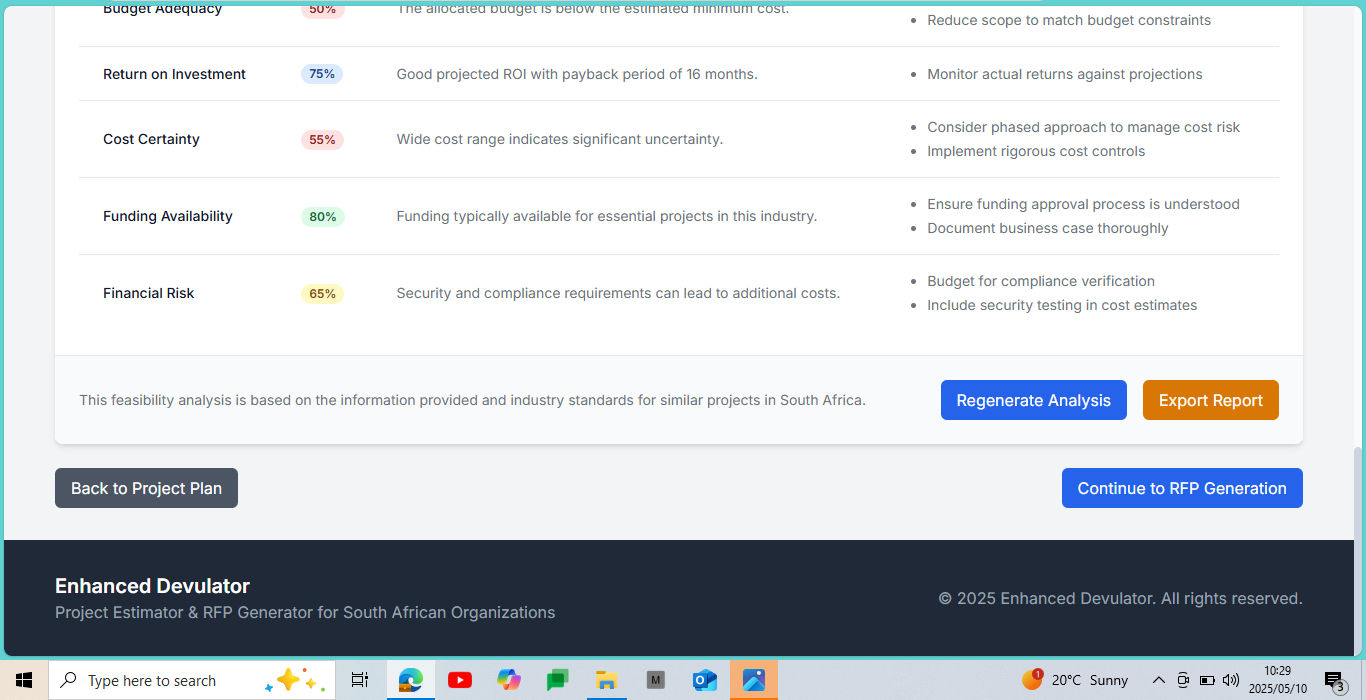 Budget Adequacy 50% The allocated budget is below the estimated minimum cost.
• Reduce scope to match budget constraints
Return on Investment 75% Good projected ROI with payback period of 16 months. • Monitor actual returns against projections
Cost Certainty 55% Wide cost range indicates significant uncertainty.
• Consider phased approach to manage cost risk
• Implement rigorous cost controls
Funding Availability 80% Funding typically available for essential projects in this industry.
• Ensure funding approval process is understood
• Document business case thoroughly
Financial Risk 65% Security and compliance requirements can lead to additional costs.
• Budget for compliance verification
• Include security testing in cost estimates
This feasibility analysis is based on the information provided and industry standards for similar projects in South Africa. Regenerate Analysis Export Report
Back to Project Plan Continue to RFP Generation
Enhanced Devulator
Project Estimator & RFP Generator for South African Organizations
© 2025 Enhanced Devulator. All rights reserved.
Type here to search M 1 20°C Sunny
10:29
2025/05/10
3